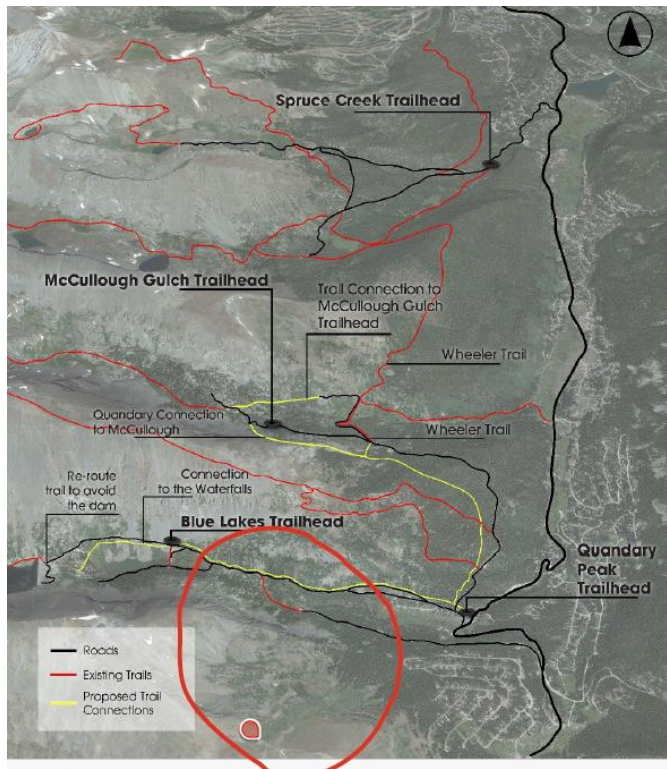 Spruce Creek Trailhead
McCullough Gulch Trailhead
Trail Connection to
McCullough Gulch
Trailhead
Wheeler Trail
Quandary Connection
to McCullough
Wheeler Trail
Re-route
trail to avoid
the dam
Connection
to the Waterfalls
Blue Lakes Trailhead
Quandary
Peak
Trailhead
Roads
Existing Trails
Proposed Trail
Connections